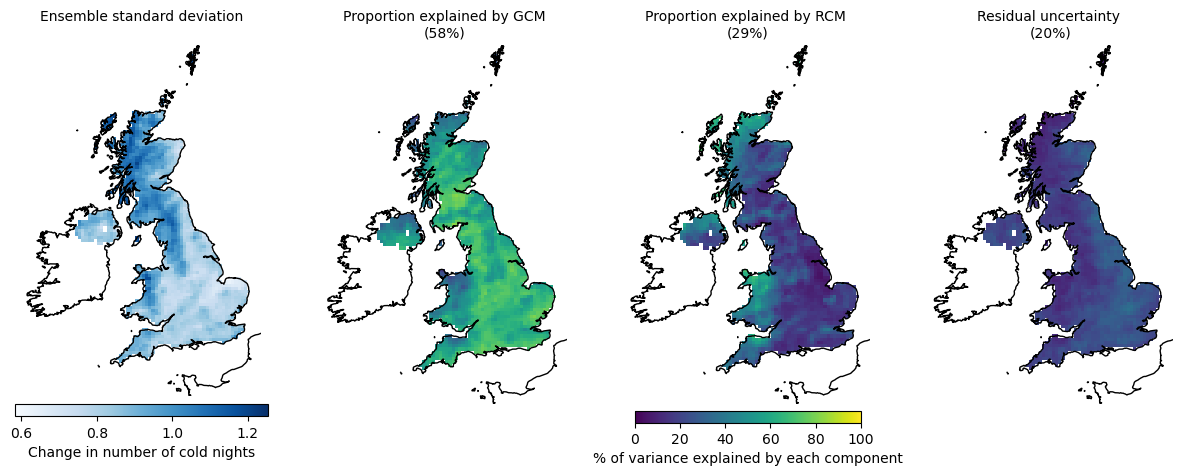 Ensemble standard deviation
Proportion explained by GCM
(58%)
Proportion explained by RCM
(29%)
Residual uncertainty
(20%)
0.6 0.8 1.0 1.2
Change in number of cold nights
0 20 40 60 80 100
% of variance explained by each component